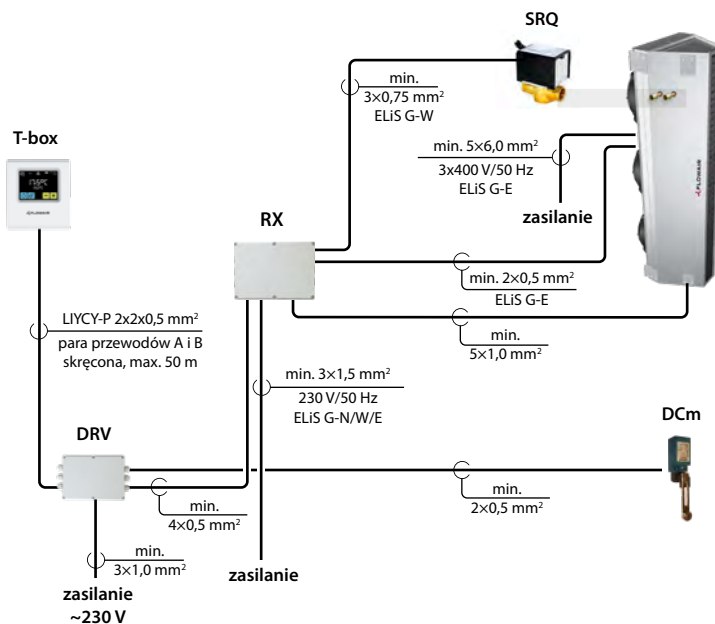 SRQ
min.
3×0,75 mm²
ELiS G-W
T-box
min. 5×6,0 mm²
3x400 V/50 Hz
ELiS G-E
zasilanie
FLOWAIR
FLOWAIR
RX
min. 2×0,5 mm²
ELiS G-E
LIYCY-P 2x2x0,5 mm²
para przewodów A i B
skręcona, max. 50 m
min.
5×1,0 mm²
min. 3×1,5 mm²
230 V/50 Hz
ELiS G-N/W/E
DCm
DRV
min.
4×0,5 mm²
min.
2×0,5 mm²
min.
3×1,0 mm²
zasilanie
zasilanie
~230 V